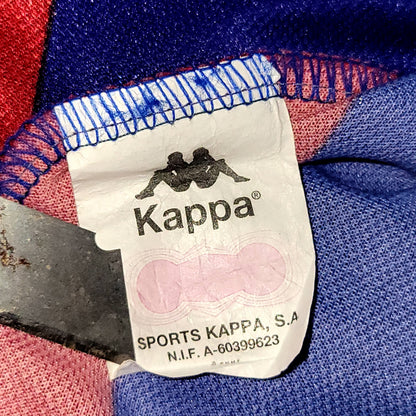 Kappa®
SPORTS KAPPA, S.A
N.I.F. A-60399623